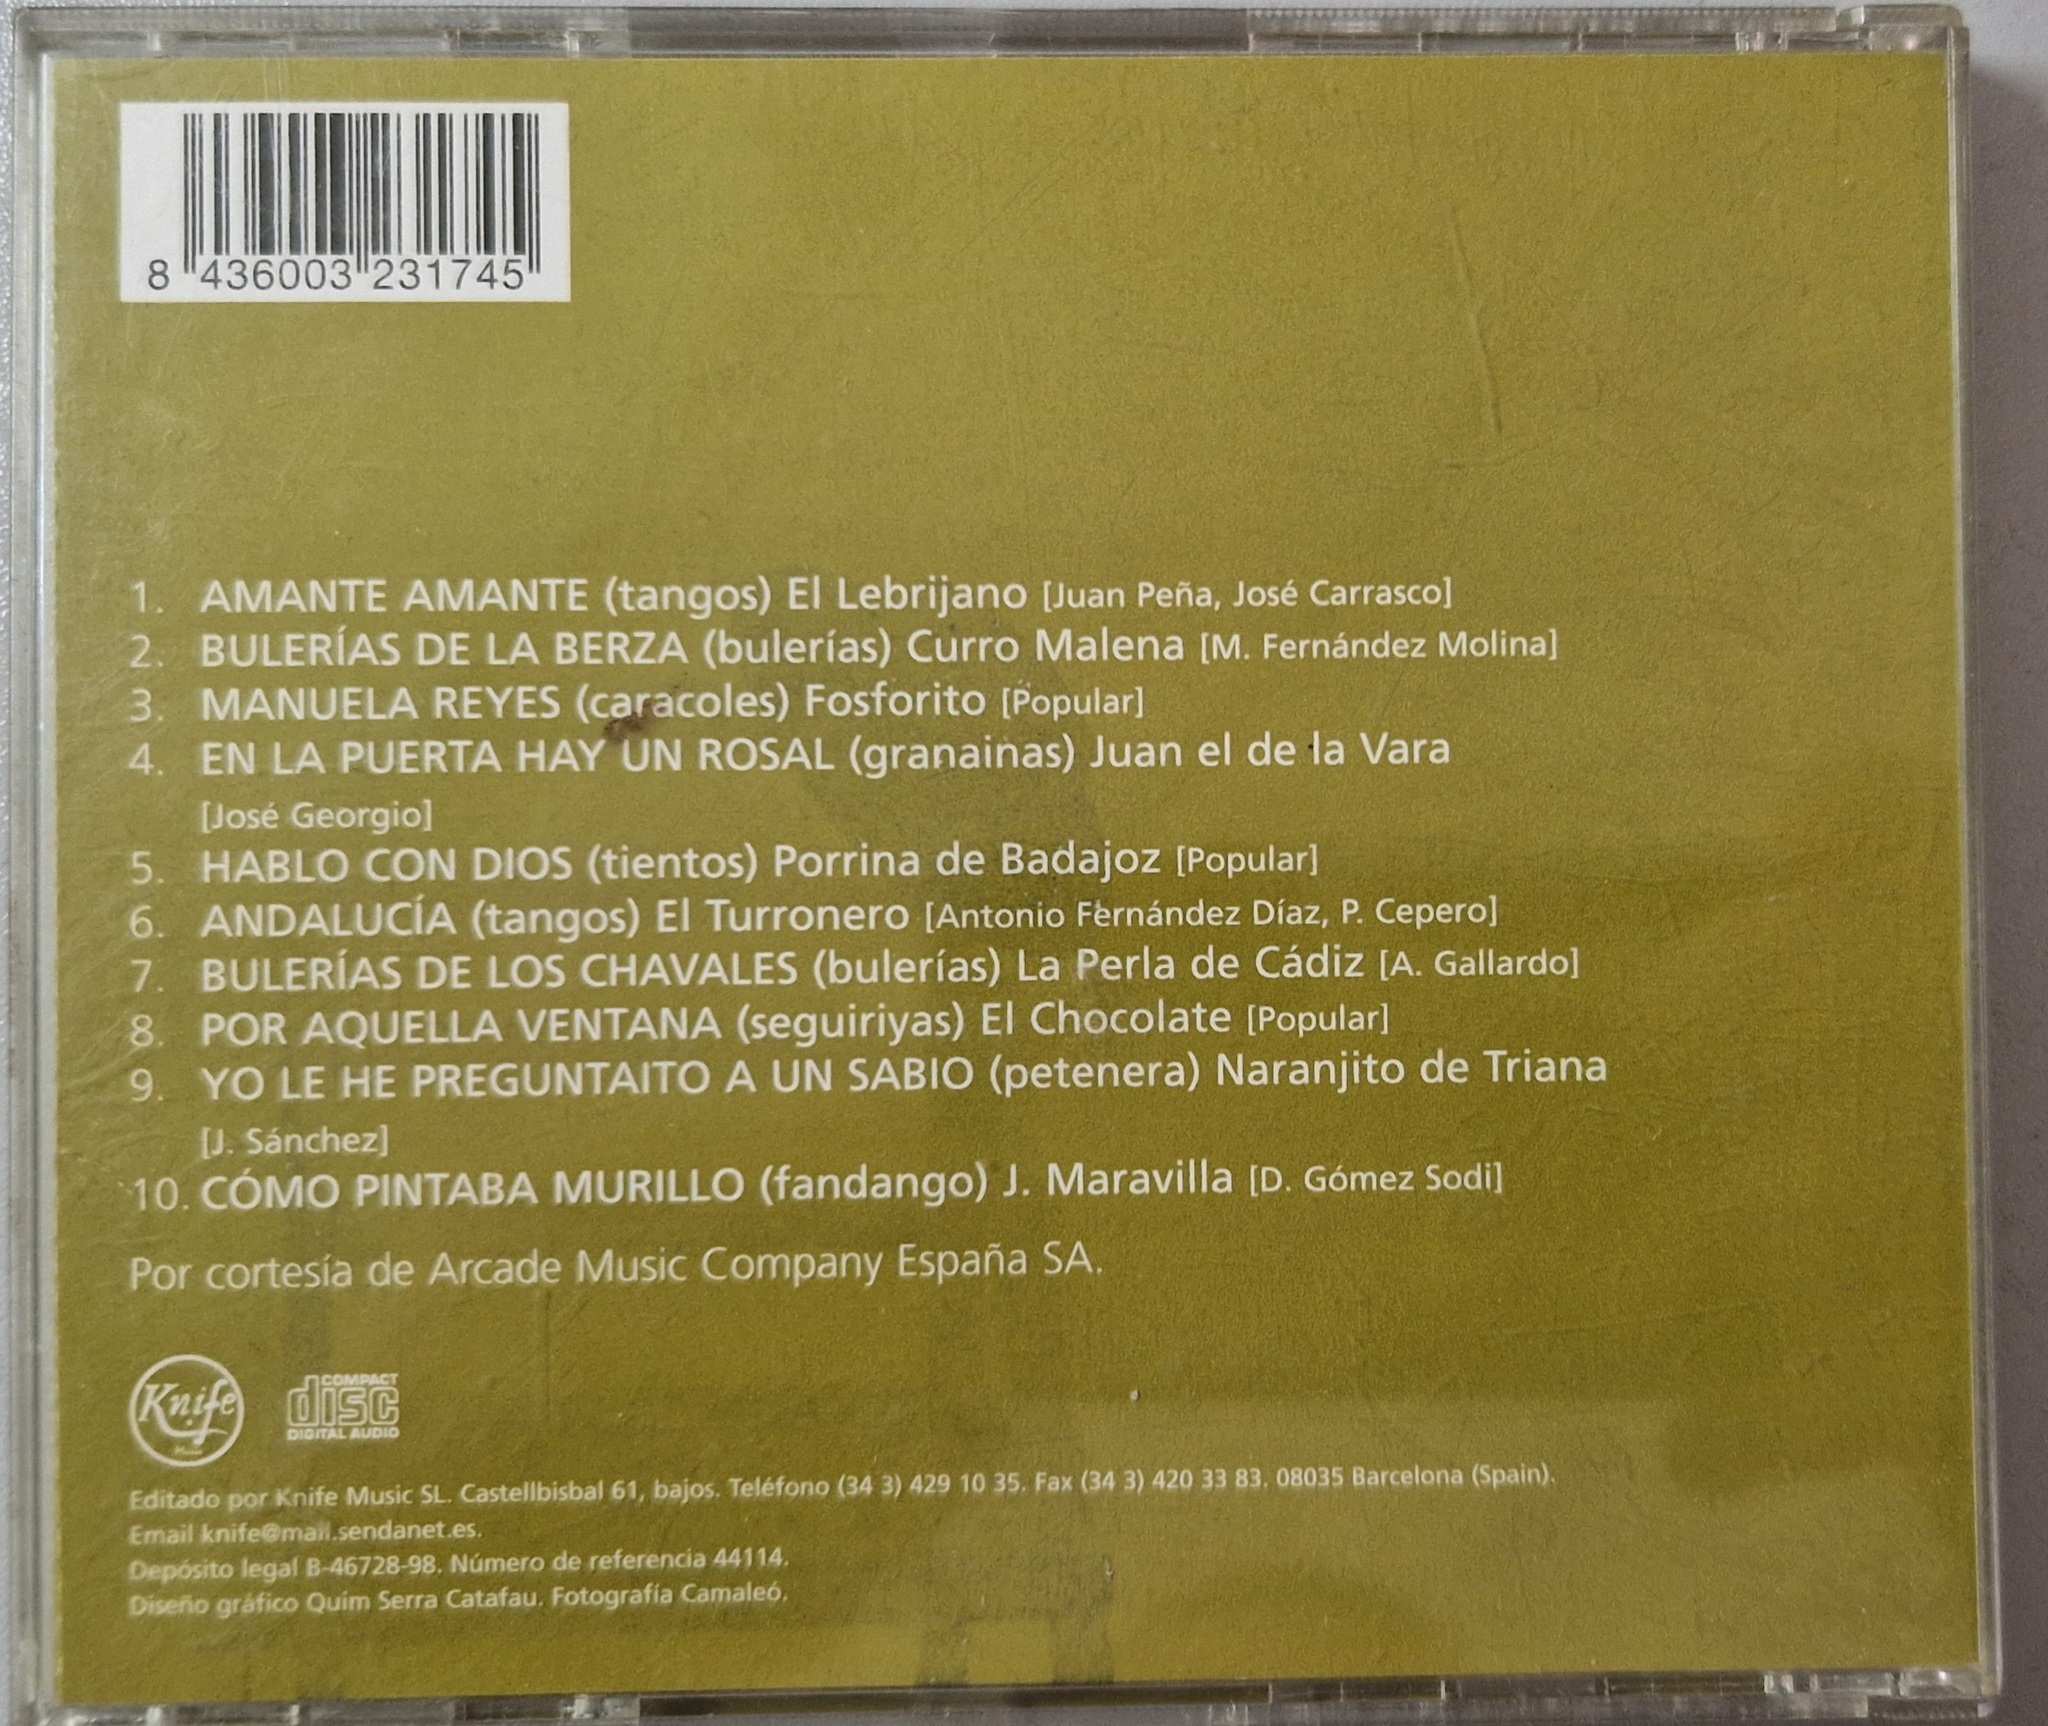 8 436003 231745
1. AMANTE AMANTE (tangos) El Lebrijano [Juan Peña, José Carrasco]
2. BULERÍAS DE LA BERZA (bulerías) Curro Malena [M. Fernández Molina]
3. MANUELA REYES (caracoles) Fosforito [Popular]
4. EN LA PUERTA HAY UN ROSAL (granainas) Juan el de la Vara
[José Georgio]
5. HABLO CON DIOS (tientos) Porrina de Badajoz [Popular]
6. ANDALUCÍA (tangos) El Turronero [Antonio Fernández Díaz, P. Cepero]
7. BULERÍAS DE LOS CHAVALES (bulerías) La Perla de Cádiz [A. Gallardo]
8. POR AQUELLA VENTANA (seguiriyas) El Chocolate [Popular]
9. YO LE HE PREGUNTAITO A UN SABIO (petenera) Naranjito de Triana
[J. Sánchez]
10. CÓMO PINTABA MURILLO (fandango) J. Maravilla [D. Gómez Sodi]
Por cortesía de Arcade Music Company España SA.
Knife
Music
COMPACT
disc
DIGITAL AUDIO
Editado por Knife Music SL. Castellbisbal 61, bajos. Teléfono (34 3) 429 10 35. Fax (34 3) 420 33 83. 08035 Barcelona (Spain).
Email knife@mail.sendanet.es.
Depósito legal B-46728-98. Número de referencia 44114.
Diseño gráfico Quim Serra Catafau. Fotografía Camaleó.